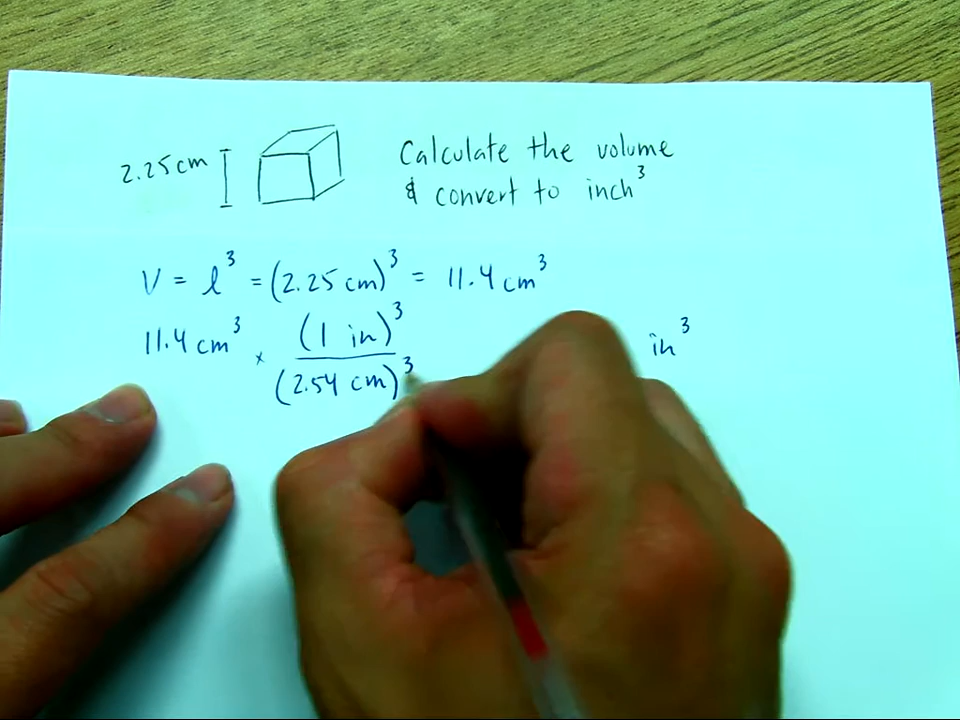 2.25 cm
Calculate the volume
& convert to inch³
V = l³ = (2.25 cm)³ = 11.4 cm³
11.4 cm³ × (1 in)³ / (2.54 cm)³ in³